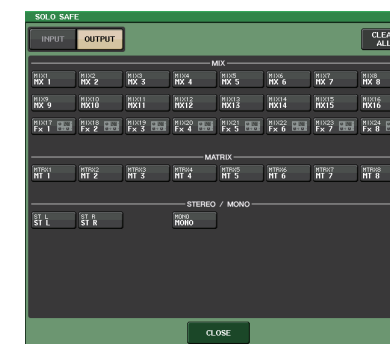 SOLO SAFE
INPUT OUTPUT CLEA
ALL
MIX
MIX1 MIX2 MIX3 MIX4 MIX5 MIX6 MIX7 MIX8
MX 1 MX 2 MX 3 MX 4 MX 5 MX 6 MX 7 MX 8
MIX9 MIX10 MIX11 MIX12 MIX13 MIX14 MIX15 MIX16
MX 9 MX10 MX11 MX12 MX13 MX14 MX15 MX16
MIX17 MIX18 MIX19 MIX20 MIX21 MIX22 MIX23 MIX24
Fx 1 Fx 2 Fx 3 Fx 4 Fx 5 Fx 6 Fx 7 Fx 8
MATRIX
MTRX1 MTRX2 MTRX3 MTRX4 MTRX5 MTRX6 MTRX7 MTRX8
MT 1 MT 2 MT 3 MT 4 MT 5 MT 6 MT 7 MT 8
STEREO / MONO
ST L ST R MONO
ST L ST R MONO
CLOSE